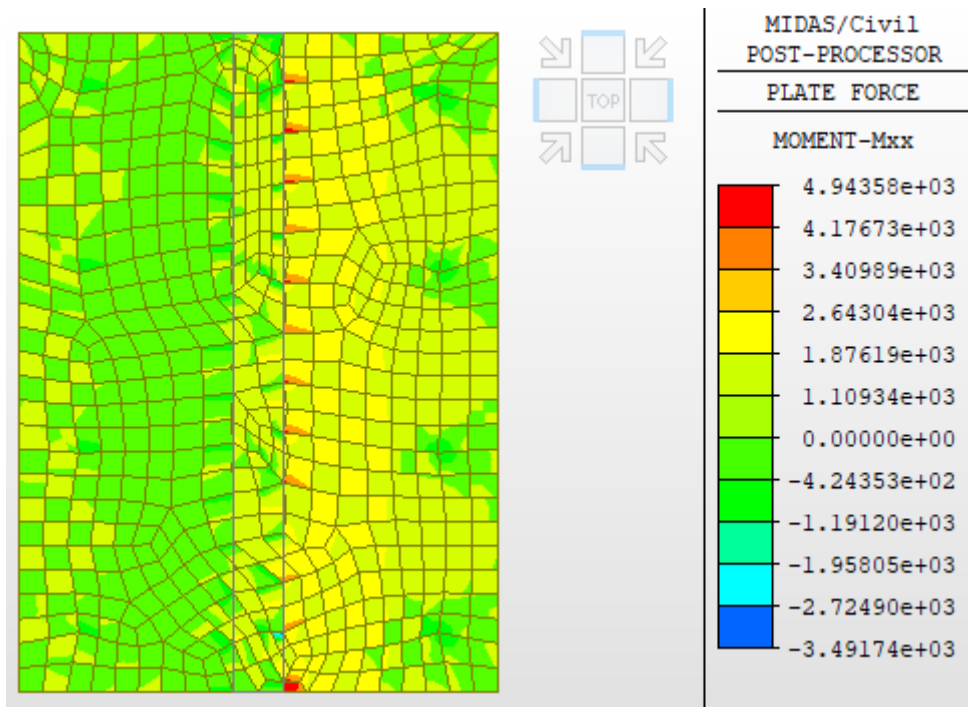 TOP
MIDAS/Civil
POST-PROCESSOR
PLATE FORCE
MOMENT-Mxx
4.94358e+03
4.17673e+03
3.40989e+03
2.64304e+03
1.87619e+03
1.10934e+03
0.00000e+00
-4.24353e+02
-1.19120e+03
-1.95805e+03
-2.72490e+03
-3.49174e+03